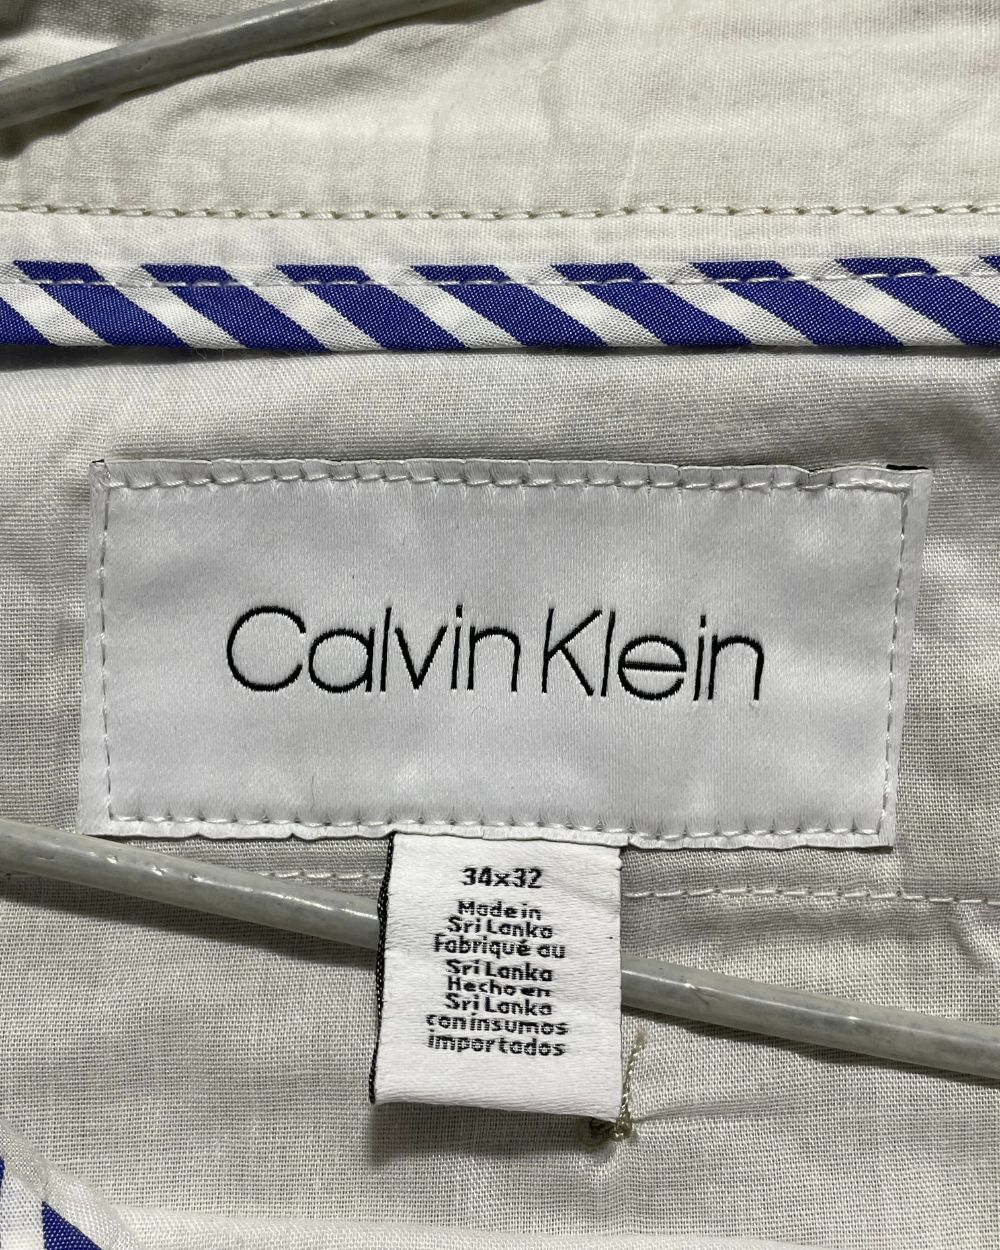 Calvin Klein
34x32
Made in
Sri Lanka
Fabriqué au
Sri Lanka
Hecho en
Sri Lanka
con insumos
importados